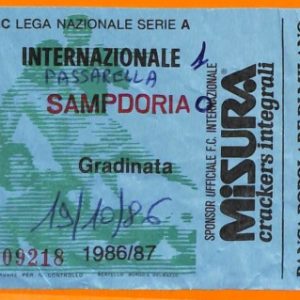 C LEGA NAZIONALE SERIE A
INTERNAZIONALE 1
PASSARELLA
SAMPDORIA 0
Gradinata
19/10/86
09218 1986/87
SPONSOR UFFICIALE F.C. INTERNAZIONALE
MISURA
crackers integrali